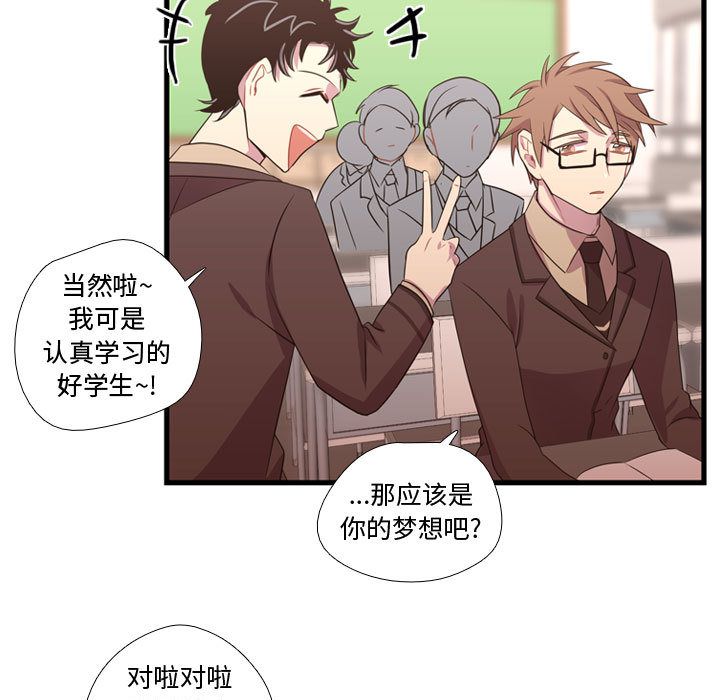 当然啦~
我可是
认真学习的
好学生~!
...那应该是
你的梦想吧?
对啦对啦